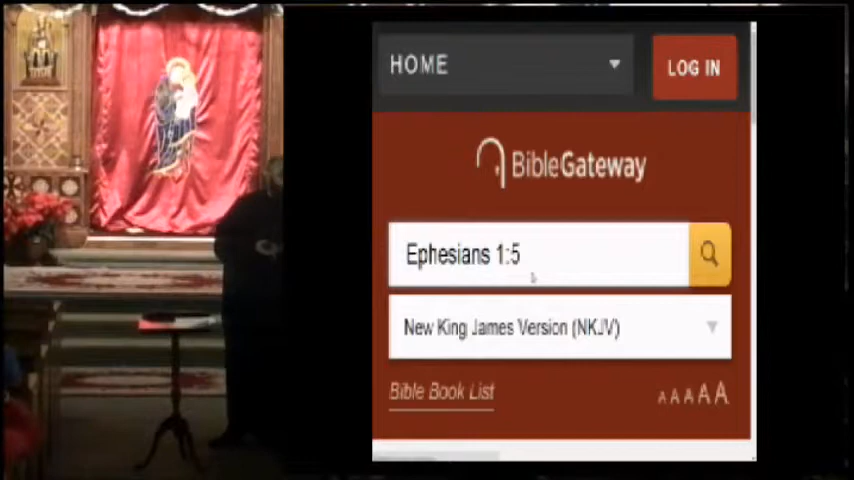 HOME
LOG IN
BibleGateway
Ephesians 1:5
New King James Version (NKJV)
Bible Book List
A A A A A